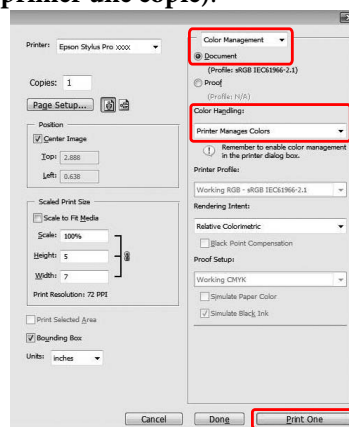 primer une copie).
Printer: Epson Stylus Pro xxxx
Copies: 1
Page Setup...
Position
Center Image
Top: 2.888
Left: 0.638
Scaled Print Size
Scale to Fit Media
Scale: 100%
Height: 5
Width: 7
Print Resolution: 72 PPI
Print Selected Area
Bounding Box
Units: inches
Color Management
Document
(Profile: sRGB IEC61966-2.1)
Proof
(Profile: N/A)
Color Handling:
Printer Manages Colors
Remember to enable color management
in the printer dialog box.
Printer Profile:
Working RGB - sRGB IEC61966-2.1
Rendering Intent:
Relative Colorimetric
Black Point Compensation
Proof Setup:
Working CMYK
Simulate Paper Color
Simulate Black Ink
Cancel
Done
Print One